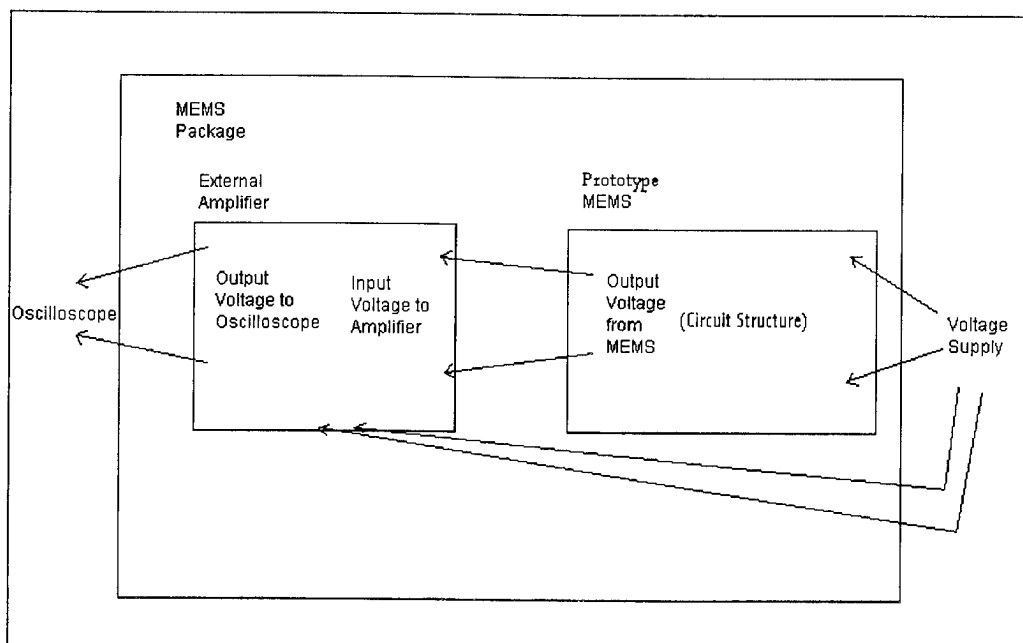 MEMS
Package
External
Amplifier
Prototype
MEMS
Output
Voltage to
Oscilloscope
Input
Voltage to
Amplifier
Output
Voltage
from
MEMS
(Circuit Structure)
Oscilloscope
Voltage
Supply